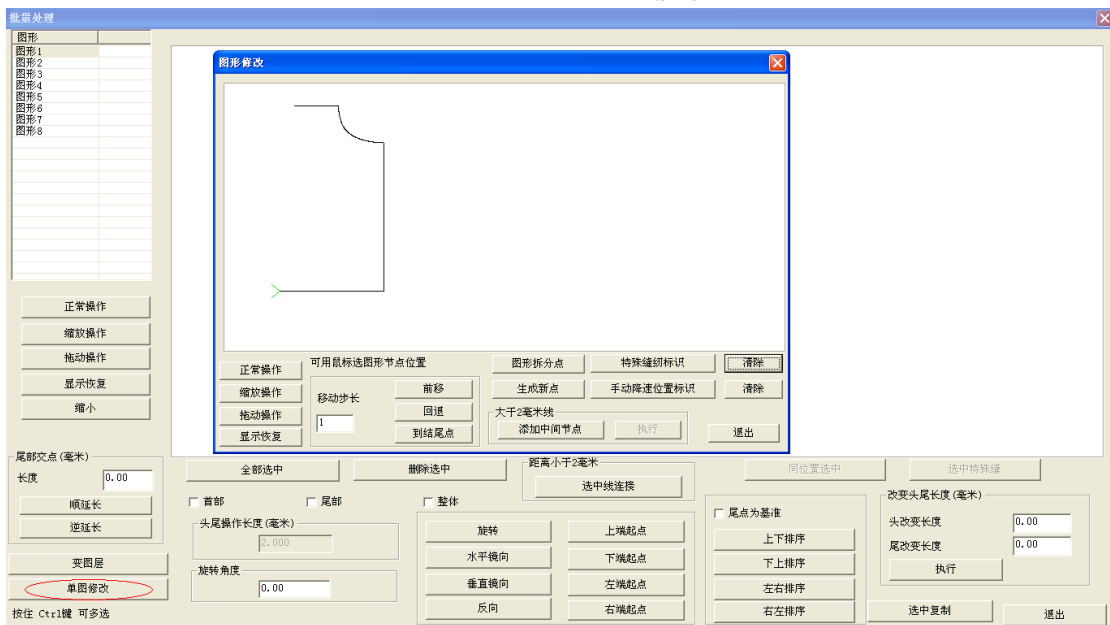 批量处理
图形
图形1
图形2
图形3
图形4
图形5
图形6
图形7
图形8
正常操作
缩放操作
拖动操作
显示恢复
缩小
尾部交点(毫米)
长度 0.00
顺延长
逆延长
变图层
单图修改
按住 Ctrl键 可多选
图形修改
正常操作
缩放操作
拖动操作
显示恢复
可用鼠标选图形节点位置
移动步长
1
前移
回退
到结尾点
图形拆分点 特殊缝纫标识 清除
生成新点 手动降速位置标识 清除
大于2毫米线
添加中间节点 执行
退出
全部选中 删除选中
距离小于2毫米
选中线连接
同位置选中 选中特殊缝
首部 尾部 整体
头尾操作长度(毫米)
2.000
旋转角度
0.00
旋转 上端起点
水平镜向 下端起点
垂直镜向 左端起点
反向 右端起点
尾点为基准
上下排序
下上排序
左右排序
右左排序
改变头尾长度(毫米)
头改变长度 0.00
尾改变长度 0.00
执行
选中复制 退出